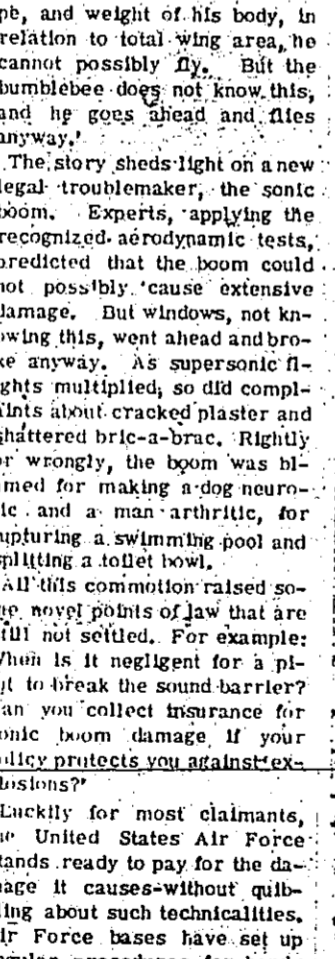 pe, and weight of his body, in
relation to total wing area, he
cannot possibly fly. But the
bumblebee does not know this,
and he goes ahead and flies
anyway.'
The story sheds light on a new
legal troublemaker, the sonic
boom. Experts, applying the
recognized aerodynamic tests,
predicted that the boom could
not possibly cause extensive
damage. But windows, not kn-
owing this, went ahead and bro-
ke anyway. As supersonic fl-
ights multiplied, so did compl-
aints about cracked plaster and
shattered bric-a-brac. Rightly
or wrongly, the boom was bl-
amed for making a dog neuro-
tic and a man arthritic, for
rupturing a swimming pool and
splitting a toilet bowl.
All this commotion raised so-
me novel points of law that are
still not settled. For example:
When is it negligent for a pi-
lot to break the sound barrier?
Can you collect insurance for
sonic boom damage if your
policy protects you against ex-
plosions?'
Luckily for most claimants,
he United States Air Force
stands ready to pay for the da-
mage it causes-without quib-
ling about such technicalities.
Air Force bases have set up